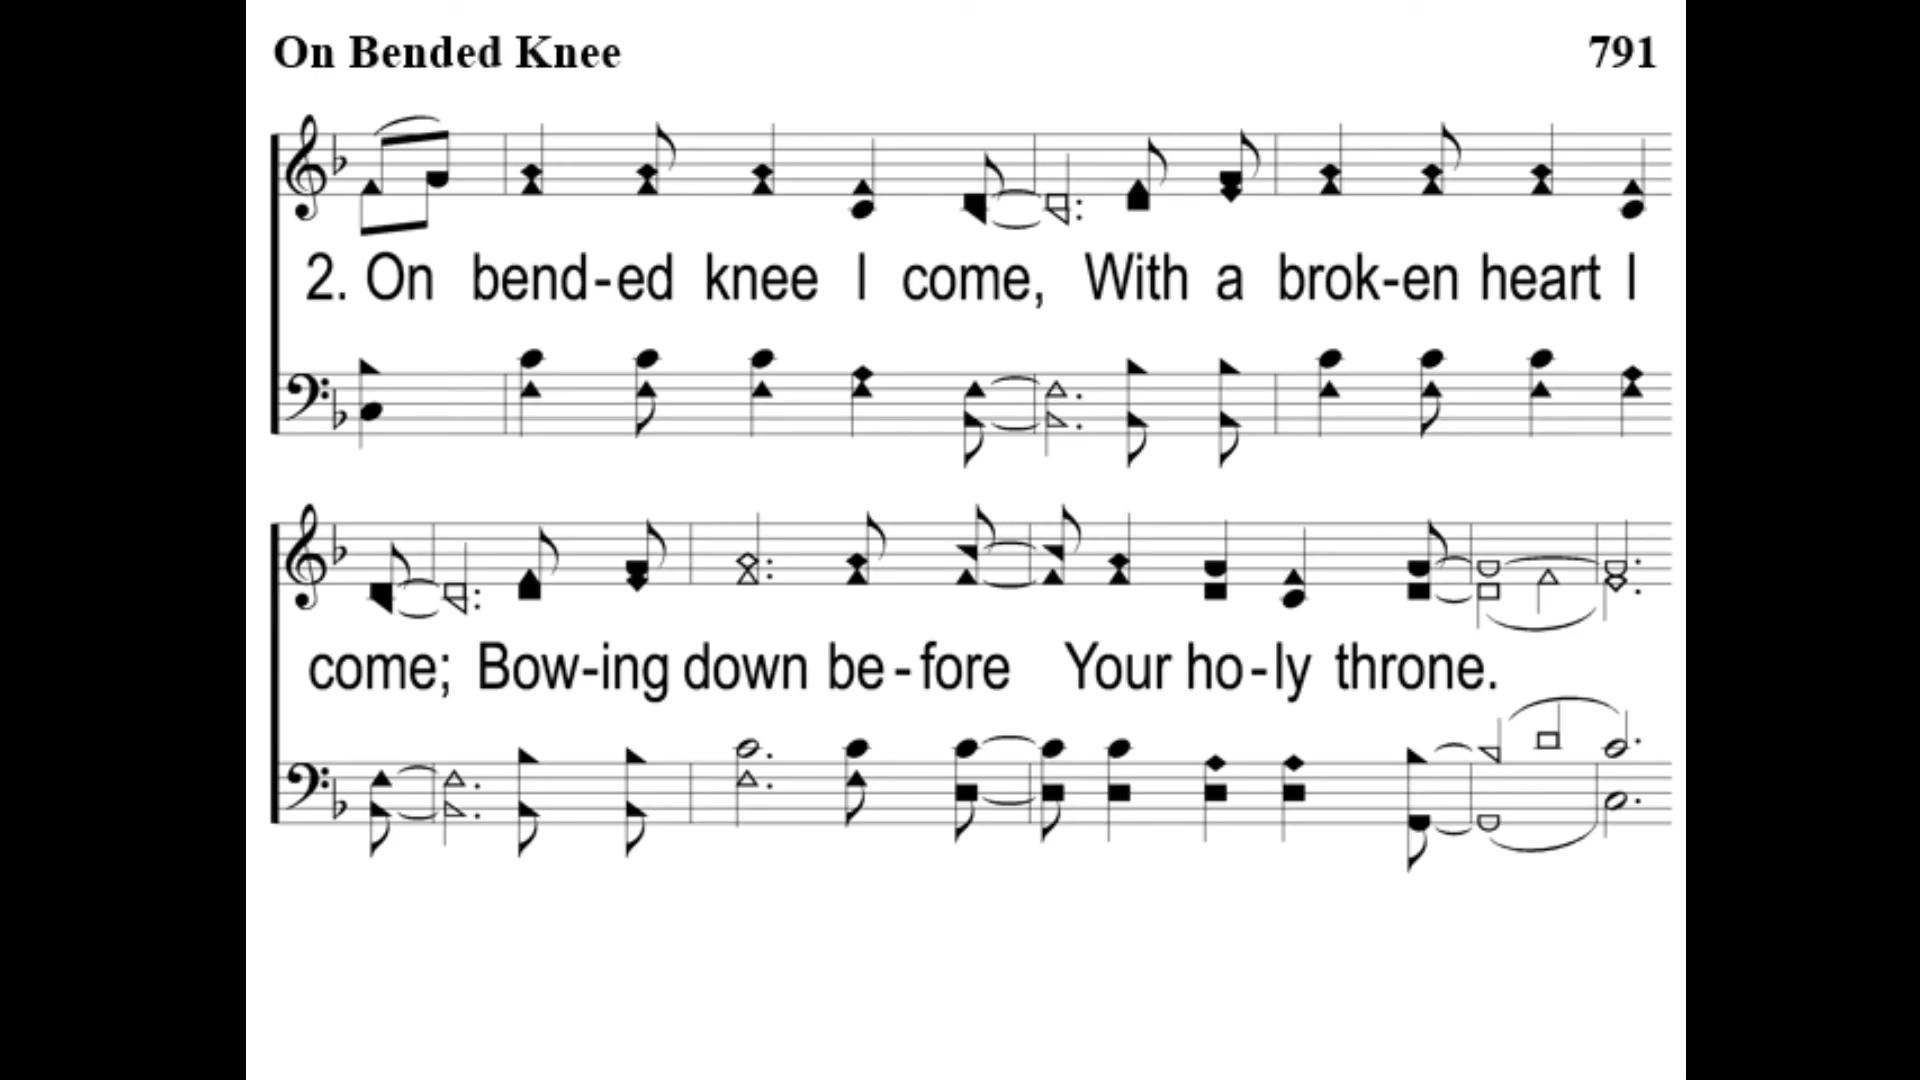 On Bended Knee 791
2. On bend-ed knee I come, With a brok-en heart I
come; Bow-ing down be-fore Your ho-ly throne.